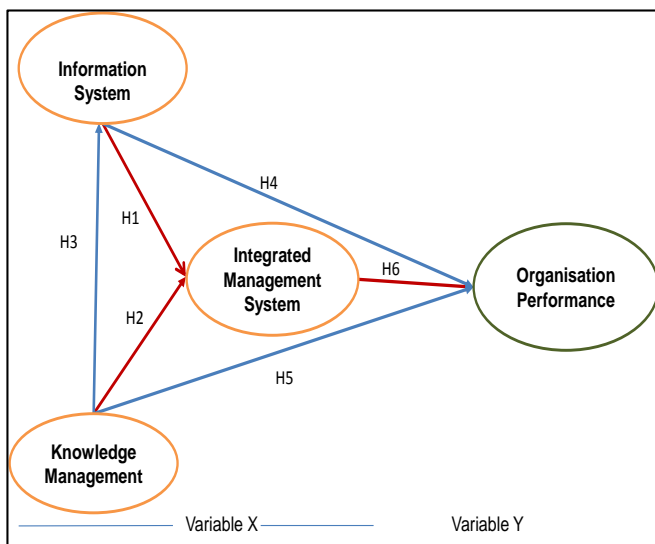 Information
System
H4
H1
H3
Integrated
Management
System
H6
Organisation
Performance
H2
H5
Knowledge
Management
Variable X
Variable Y